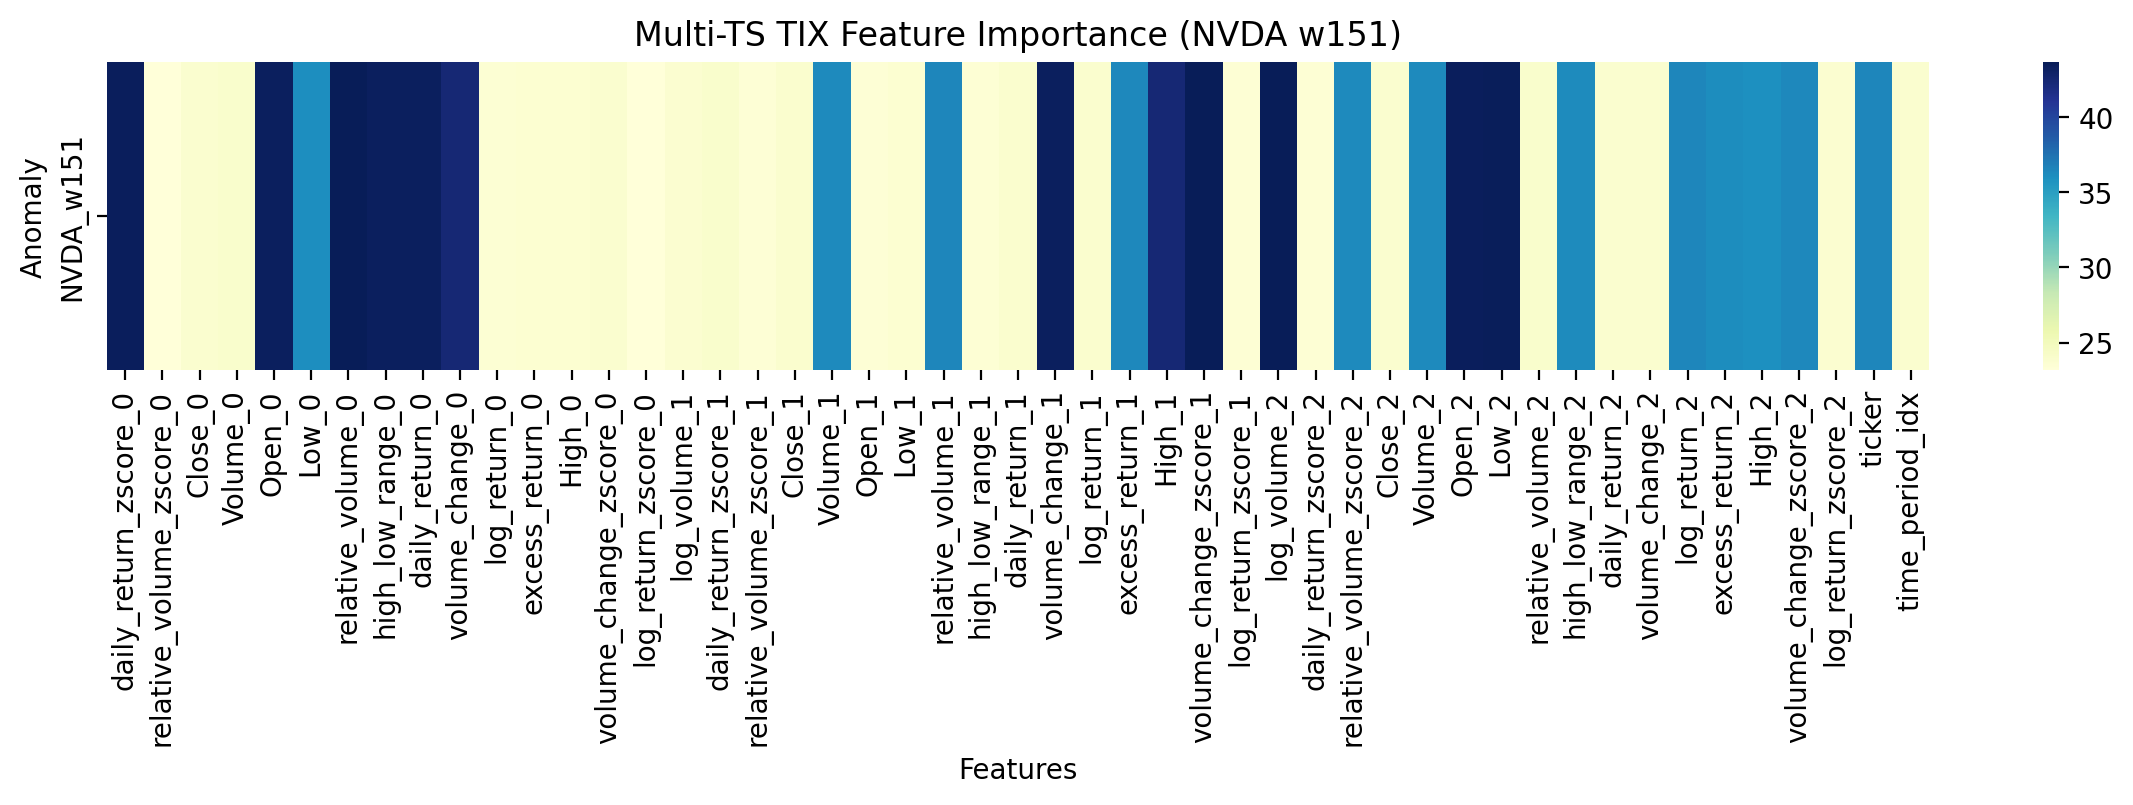 Multi-TS TIX Feature Importance (NVDA w151)
Anomaly
NVDA_w151
40
35
30
25
daily_return_zscore_0
relative_volume_zscore_0
Close_0
Volume_0
Open_0
Low_0
relative_volume_0
high_low_range_0
daily_return_0
volume_change_0
log_return_0
excess_return_0
High_0
volume_change_zscore_0
log_return_zscore_0
log_volume_1
daily_return_zscore_1
relative_volume_zscore_1
Close_1
Volume_1
Open_1
Low_1
relative_volume_1
high_low_range_1
daily_return_1
volume_change_1
log_return_1
excess_return_1
High_1
volume_change_zscore_1
log_return_zscore_1
log_volume_2
daily_return_zscore_2
relative_volume_zscore_2
Close_2
Volume_2
Open_2
Low_2
relative_volume_2
high_low_range_2
daily_return_2
volume_change_2
log_return_2
excess_return_2
High_2
volume_change_zscore_2
log_return_zscore_2
ticker
time_period_idx
Features